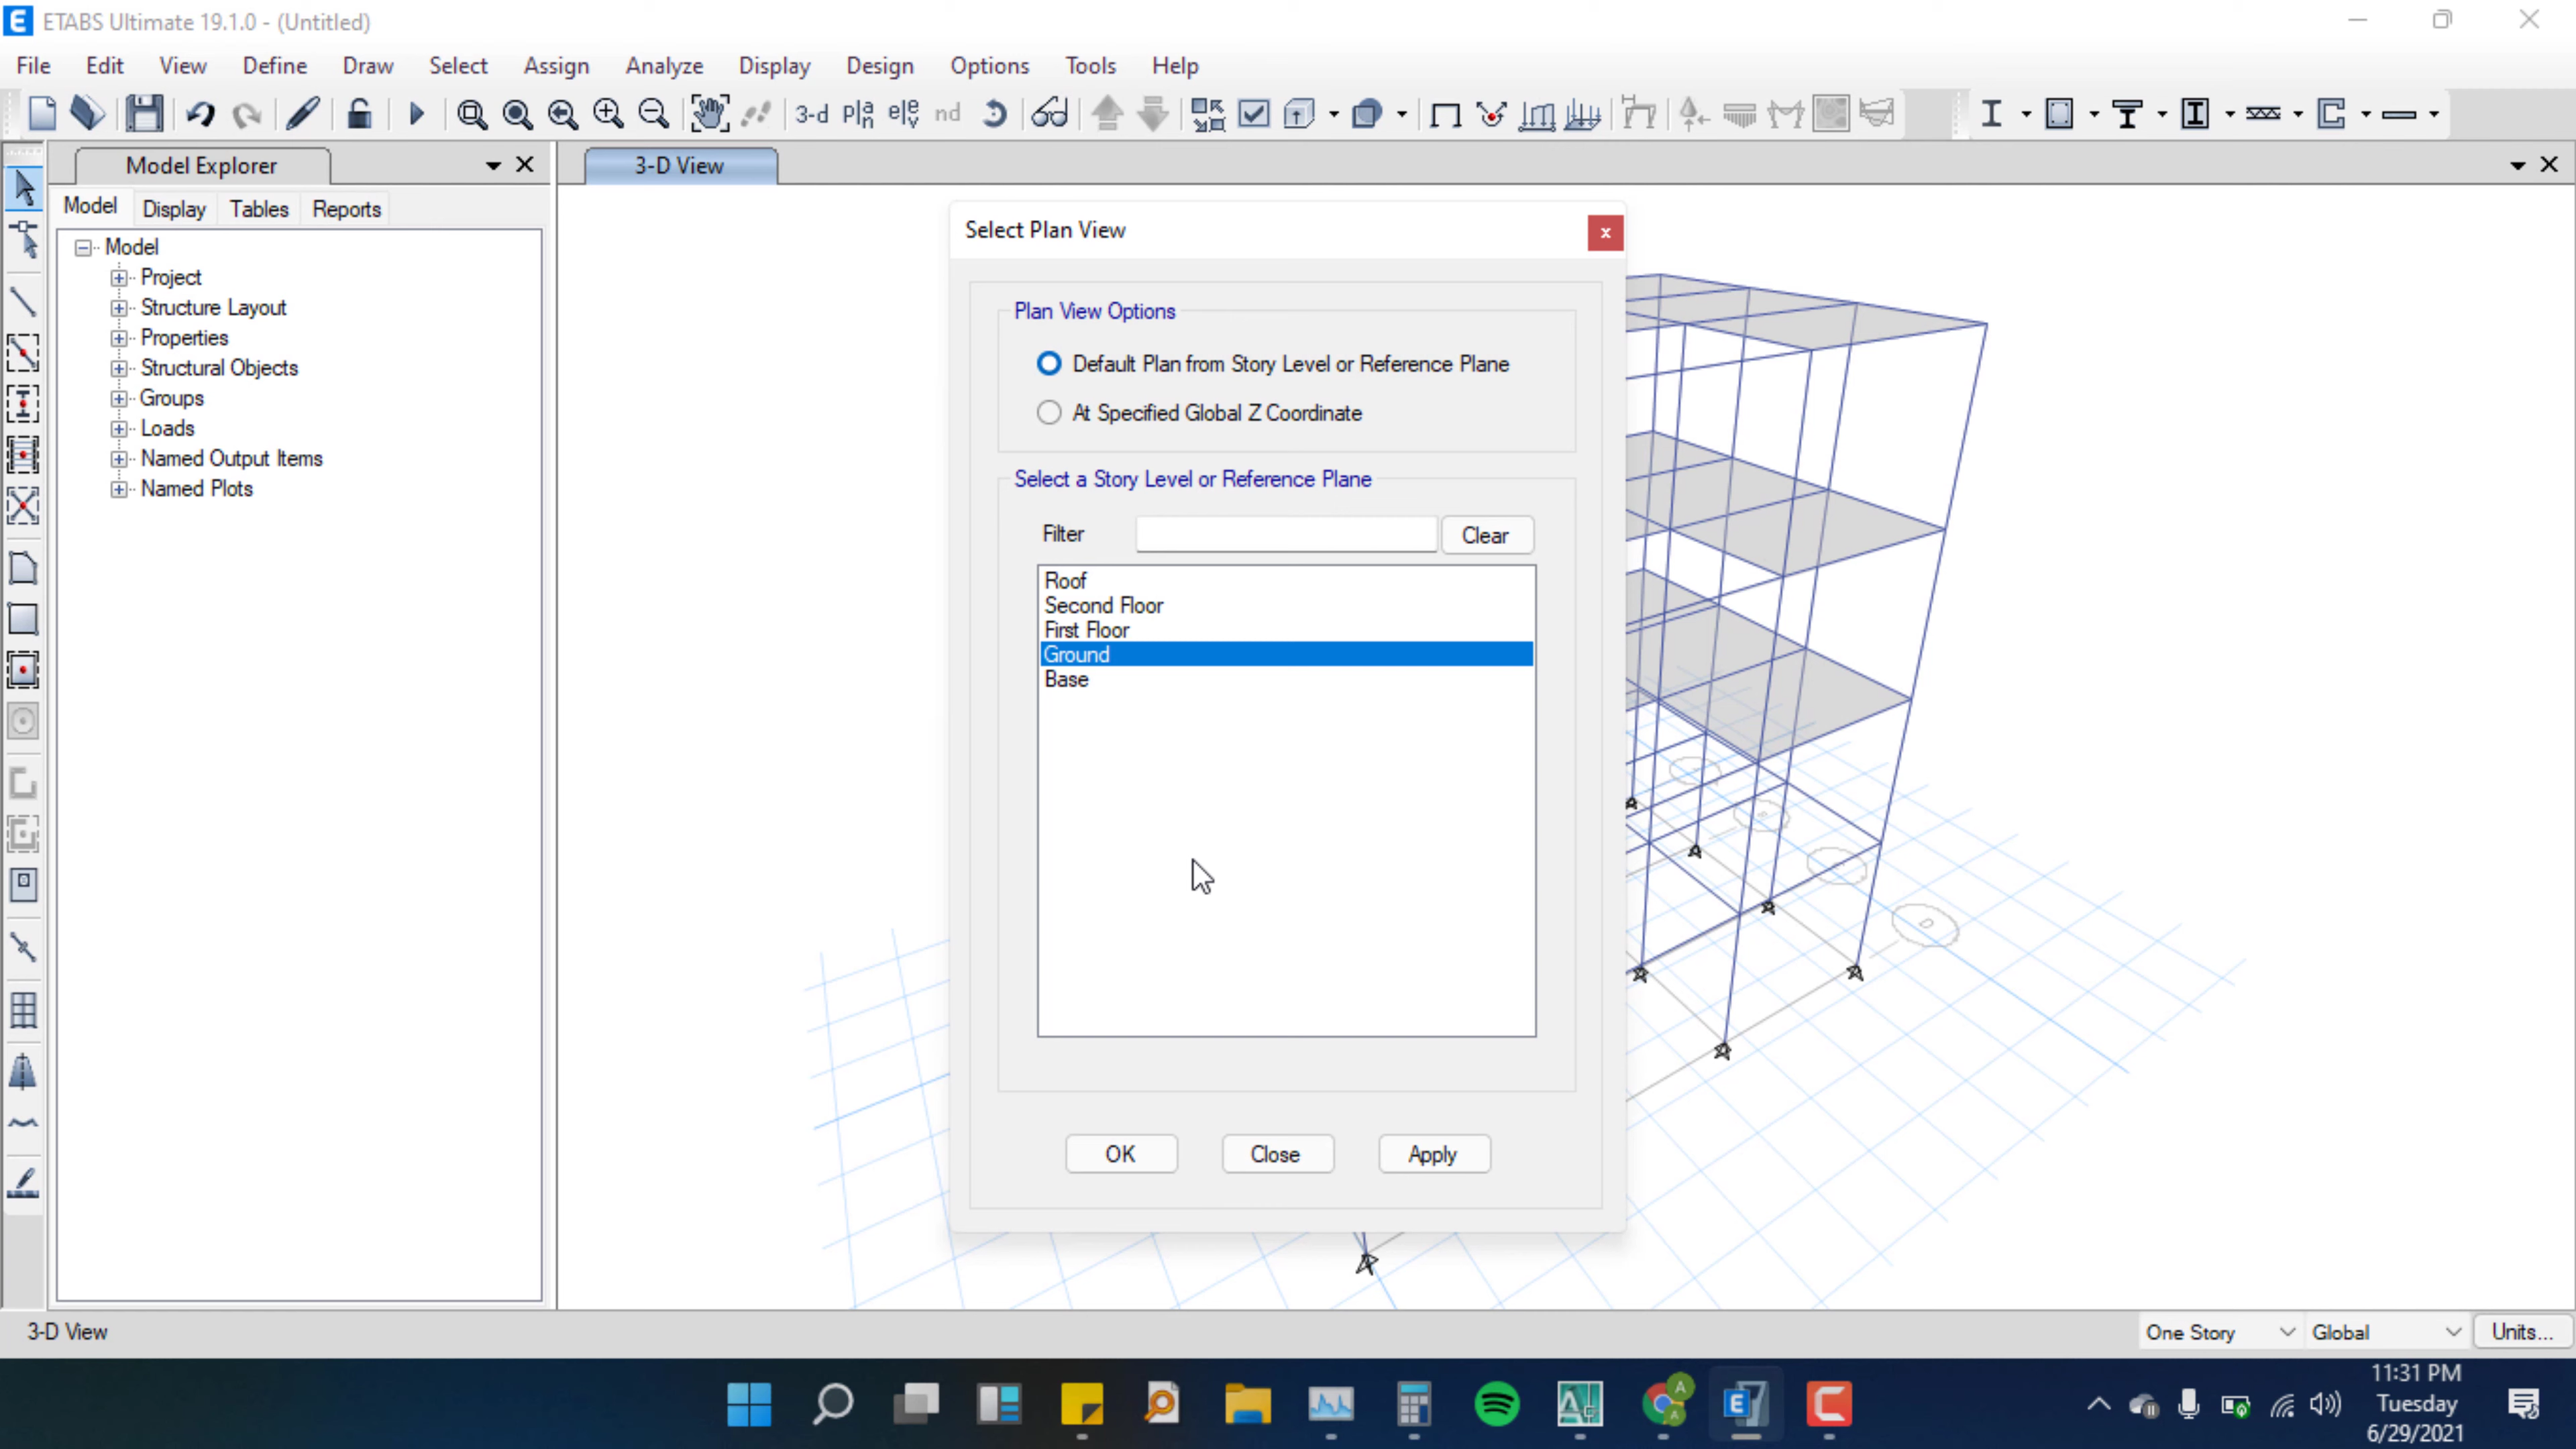 ETABS Ultimate 19.1.0 - (Untitled)
File Edit View Define Draw Select Assign Analyze Display Design Options Tools Help
3-d pla n ele v nd
Model Explorer
3-D View
Model Display Tables Reports
Model
Project
Structure Layout
Properties
Structural Objects
Groups
Loads
Named Output Items
Named Plots
Select Plan View
Plan View Options
Default Plan from Story Level or Reference Plane
At Specified Global Z Coordinate
Select a Story Level or Reference Plane
Filter
Clear
Roof
Second Floor
First Floor
Ground
Base
OK Close Apply
D
3-D View
One Story Global Units...
11:31 PM
Tuesday
6/29/2021